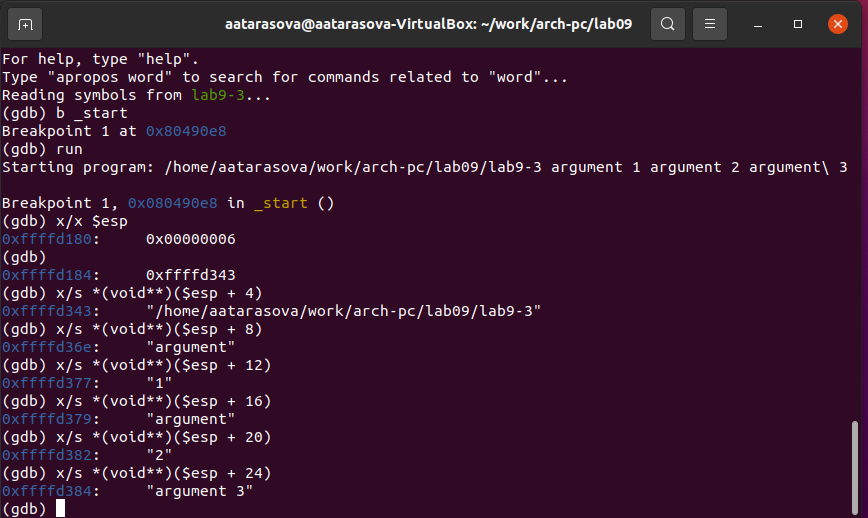 aatarasova@aatarasova-VirtualBox: ~/work/arch-pc/lab09
For help, type "help".
Type "apropos word" to search for commands related to "word"...
Reading symbols from lab9-3...
(gdb) b _start
Breakpoint 1 at 0x80490e8
(gdb) run
Starting program: /home/aatarasova/work/arch-pc/lab09/lab9-3 argument 1 argument 2 argument\ 3

Breakpoint 1, 0x080490e8 in _start ()
(gdb) x/x $esp
0xffffd180:     0x00000006
(gdb)
0xffffd184:     0xffffd343
(gdb) x/s *(void**)($esp + 4)
0xffffd343:     "/home/aatarasova/work/arch-pc/lab09/lab9-3"
(gdb) x/s *(void**)($esp + 8)
0xffffd36e:     "argument"
(gdb) x/s *(void**)($esp + 12)
0xffffd377:     "1"
(gdb) x/s *(void**)($esp + 16)
0xffffd379:     "argument"
(gdb) x/s *(void**)($esp + 20)
0xffffd382:     "2"
(gdb) x/s *(void**)($esp + 24)
0xffffd384:     "argument 3"
(gdb)